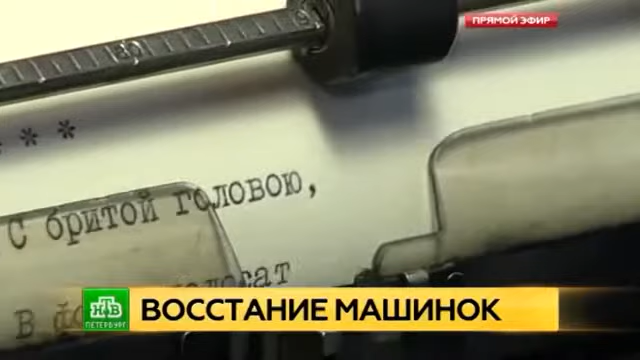 ПРЯМОЙ ЭФИР
* * *
С бритой головою,
В
НТВ
ПЕТЕРБУРГ
ВОССТАНИЕ МАШИНОК